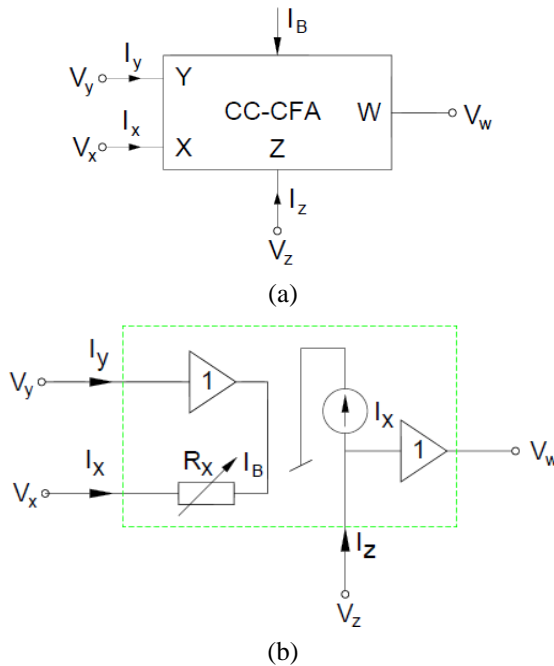 I_B
I_y
V_y Y
CC-CFA W V_w
I_x
V_x X Z
I_z
V_z
(a)
I_y
V_y 1
I_x
I_x R_x I_B 1 V_w
V_x
I_z
V_z
(b)